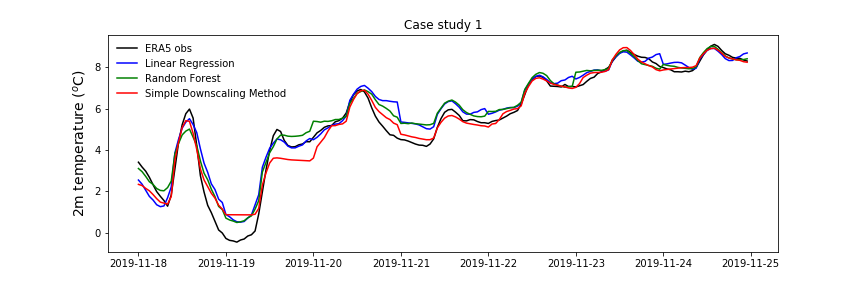 Case study 1
ERA5 obs
Linear Regression
Random Forest
Simple Downscaling Method
2m temperature (°C)
8
6
4
2
0
2019-11-18 2019-11-19 2019-11-20 2019-11-21 2019-11-22 2019-11-23 2019-11-24 2019-11-25